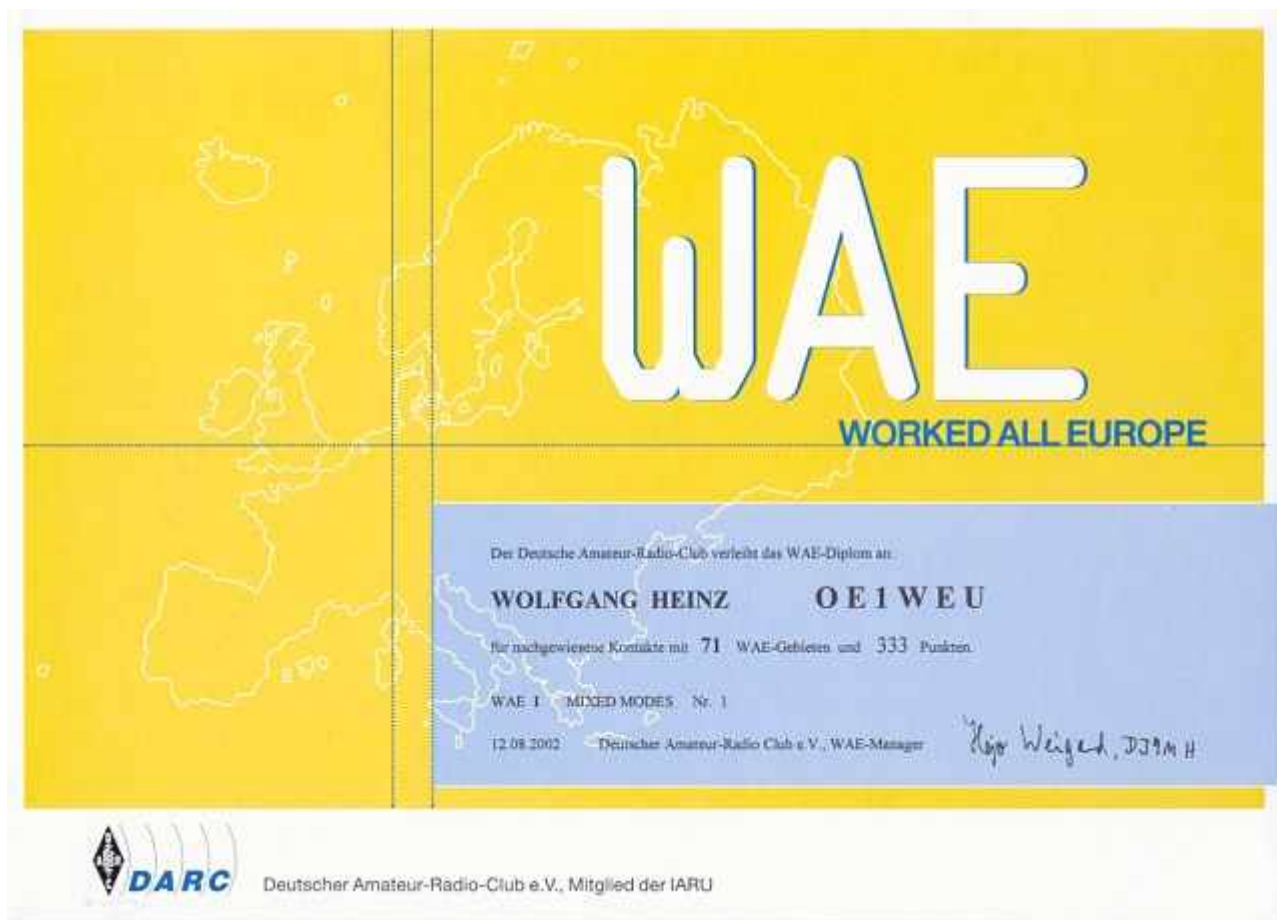 WAE
WORKED ALL EUROPE
Der Deutsche Amateur-Radio-Club verleiht das WAE-Diplom an
WOLFGANG HEINZ OE1WEU
für nachgewiesene Kontakte mit 71 WAE-Gebieten und 333 Punkten.
WAE I MIXED MODES Nr. 1
12.08.2002 Deutscher Amateur-Radio Club e.V., WAE-Manager Hajo Weigand, DJ9MH
DARC
Deutscher Amateur-Radio-Club e.V., Mitglied der IARU